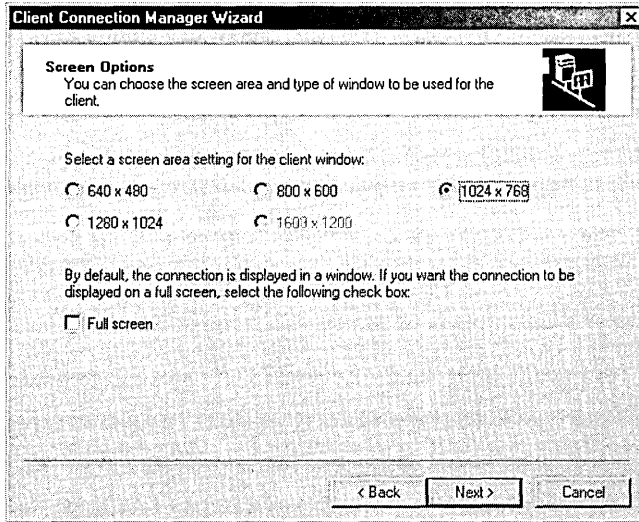 Client Connection Manager Wizard
Screen Options
You can choose the screen area and type of window to be used for the
client.
Select a screen area setting for the client window:
640 x 480 800 x 600 1024 x 768
1280 x 1024 1600 x 1200
By default, the connection is displayed in a window. If you want the connection to be
displayed on a full screen, select the following check box:
Full screen
< Back Next > Cancel